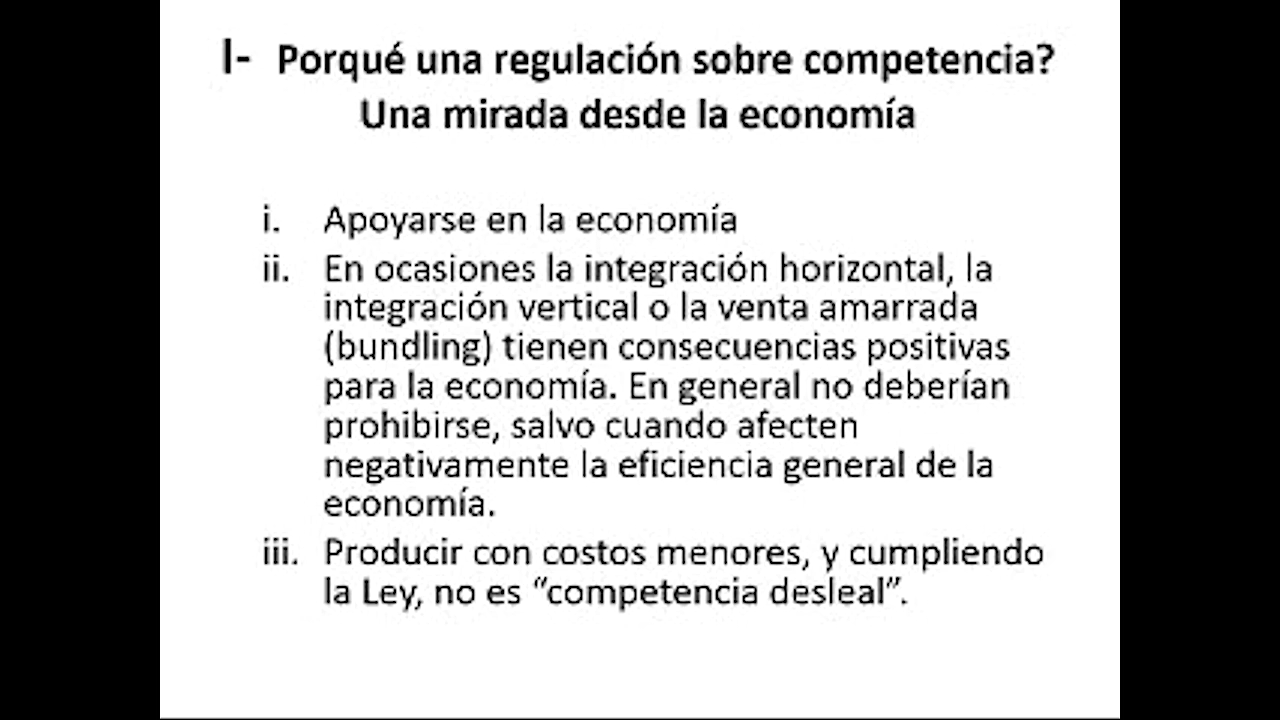 I- Porqué una regulación sobre competencia?
Una mirada desde la economía
i. Apoyarse en la economía
ii. En ocasiones la integración horizontal, la
integración vertical o la venta amarrada
(bundling) tienen consecuencias positivas
para la economía. En general no deberían
prohibirse, salvo cuando afecten
negativamente la eficiencia general de la
economía.
iii. Producir con costos menores, y cumpliendo
la Ley, no es “competencia desleal”.